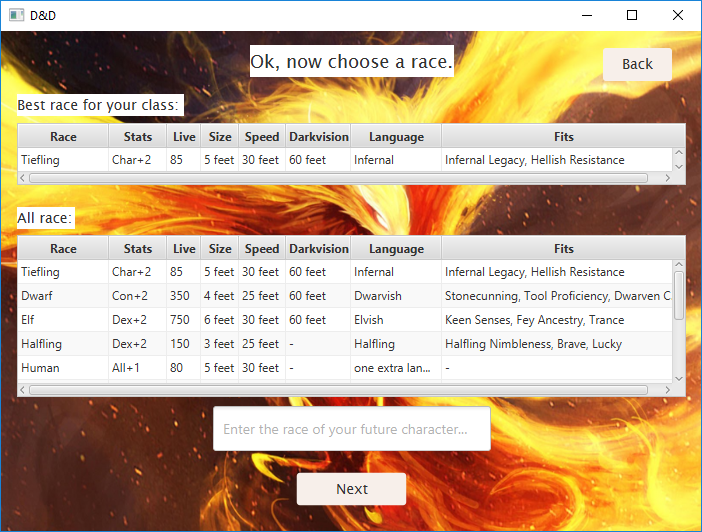 D&D
Ok, now choose a race.
Back
Best race for your class:
Race Stats Live Size Speed Darkvision Language Fits
Tiefling Char+2 85 5 feet 30 feet 60 feet Infernal Infernal Legacy, Hellish Resistance
All race:
Race Stats Live Size Speed Darkvision Language Fits
Tiefling Char+2 85 5 feet 30 feet 60 feet Infernal Infernal Legacy, Hellish Resistance
Dwarf Con+2 350 4 feet 25 feet 60 feet Dwarvish Stonecunning, Tool Proficiency, Dwarven C
Elf Dex+2 750 6 feet 30 feet 60 feet Elvish Keen Senses, Fey Ancestry, Trance
Halfling Dex+2 150 3 feet 25 feet - Halfling Halfling Nimbleness, Brave, Lucky
Human All+1 80 5 feet 30 feet - one extra lan... -
Enter the race of your future character...
Next